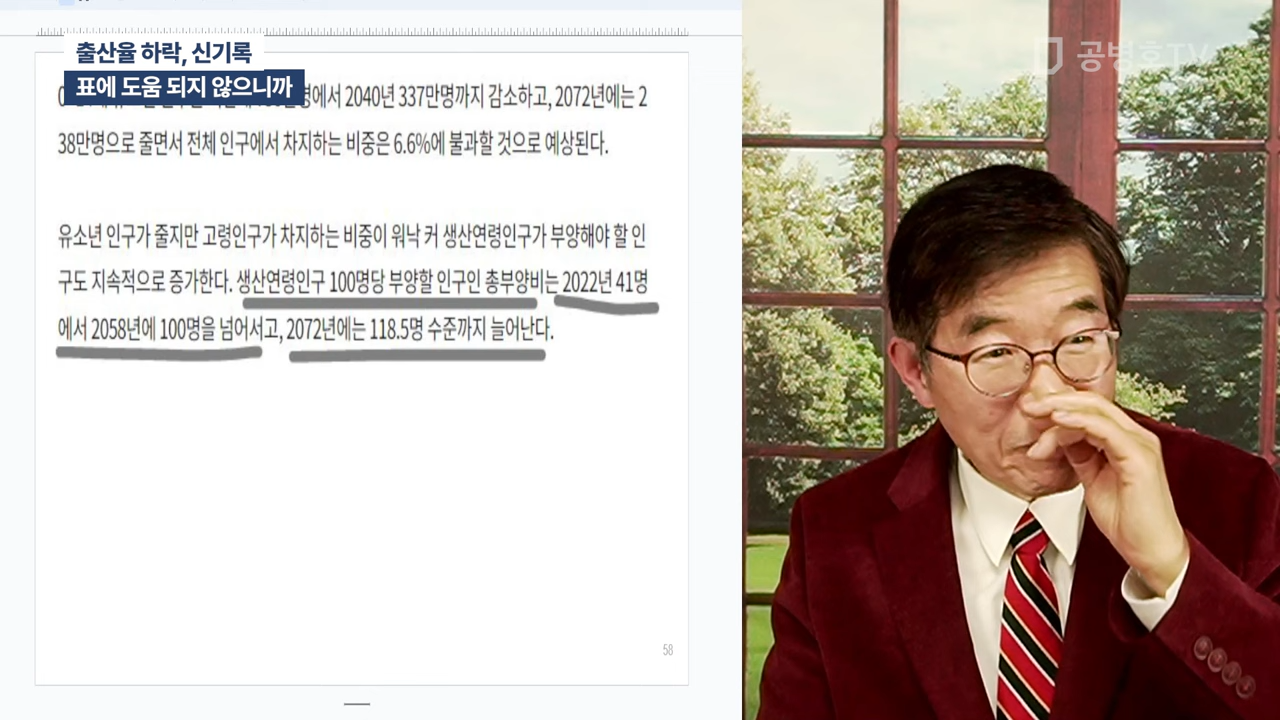 출산율 하락, 신기록
표에 도움 되지 않으니까
명에서 2040년 337만명까지 감소하고, 2072년에는 2
38만명으로 줄면서 전체 인구에서 차지하는 비중은 6.6%에 불과할 것으로 예상된다.
유소년 인구가 줄지만 고령인구가 차지하는 비중이 워낙 커 생산연령인구가 부양해야 할 인
구도 지속적으로 증가한다. 생산연령인구 100명당 부양할 인구인 총부양비는 2022년 41명
에서 2058년에 100명을 넘어서고, 2072년에는 118.5명 수준까지 늘어난다.
58
공병호TV